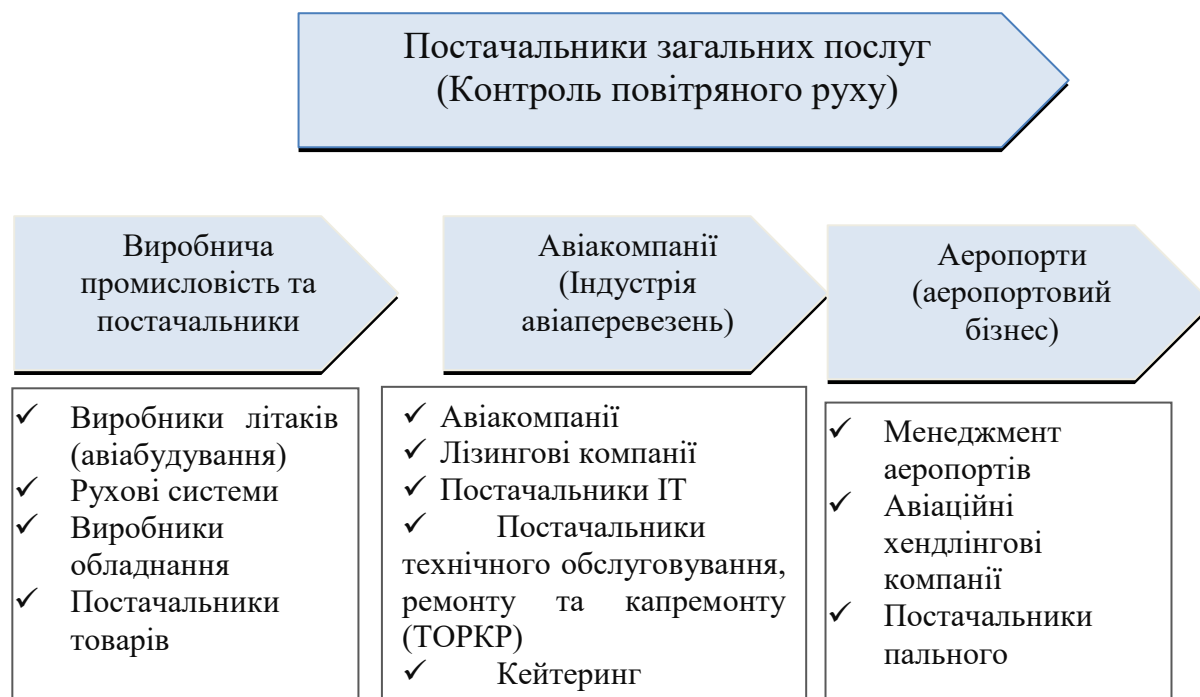 Постачальники загальних послуг
(Контроль повітряного руху)
Виробнича
промисловість та
постачальники
Авіакомпанії
(Індустрія
авіаперевезень)
Аеропорти
(аеропортовий
бізнес)
✓ Виробники літаків
(авіабудування)
✓ Рухові системи
✓ Виробники
обладнання
✓ Постачальники
товарів
✓ Авіакомпанії
✓ Лізингові компанії
✓ Постачальники ІТ
✓ Постачальники
технічного обслуговування,
ремонту та капремонту
(ТОРКР)
✓ Кейтеринг
✓ Менеджмент
аеропортів
✓ Авіаційні
хендлінгові
компанії
✓ Постачальники
пального